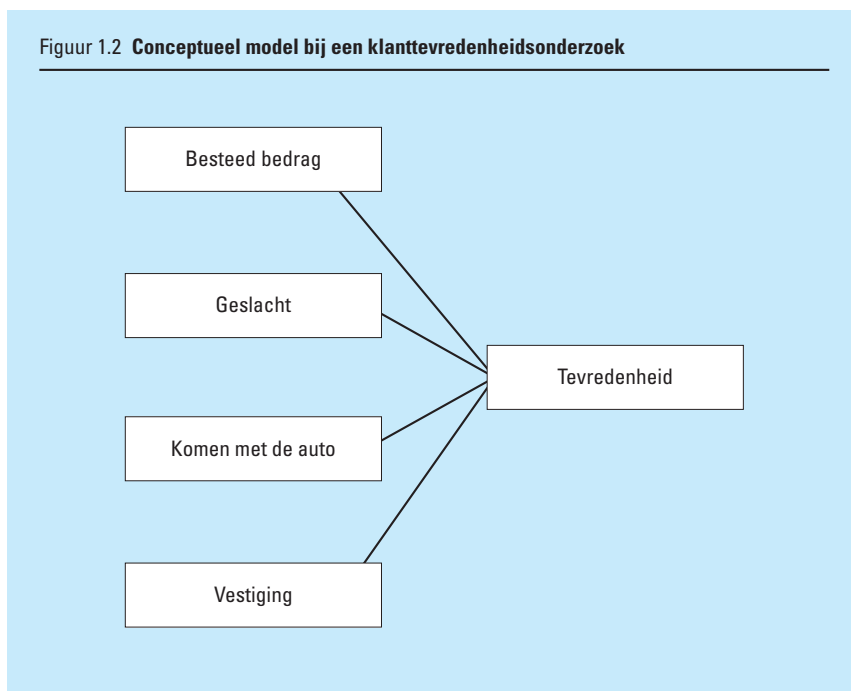 Figuur 1.2 Conceptueel model bij een klanttevredenheidsonderzoek
Besteed bedrag
Geslacht
Tevredenheid
Komen met de auto
Vestiging